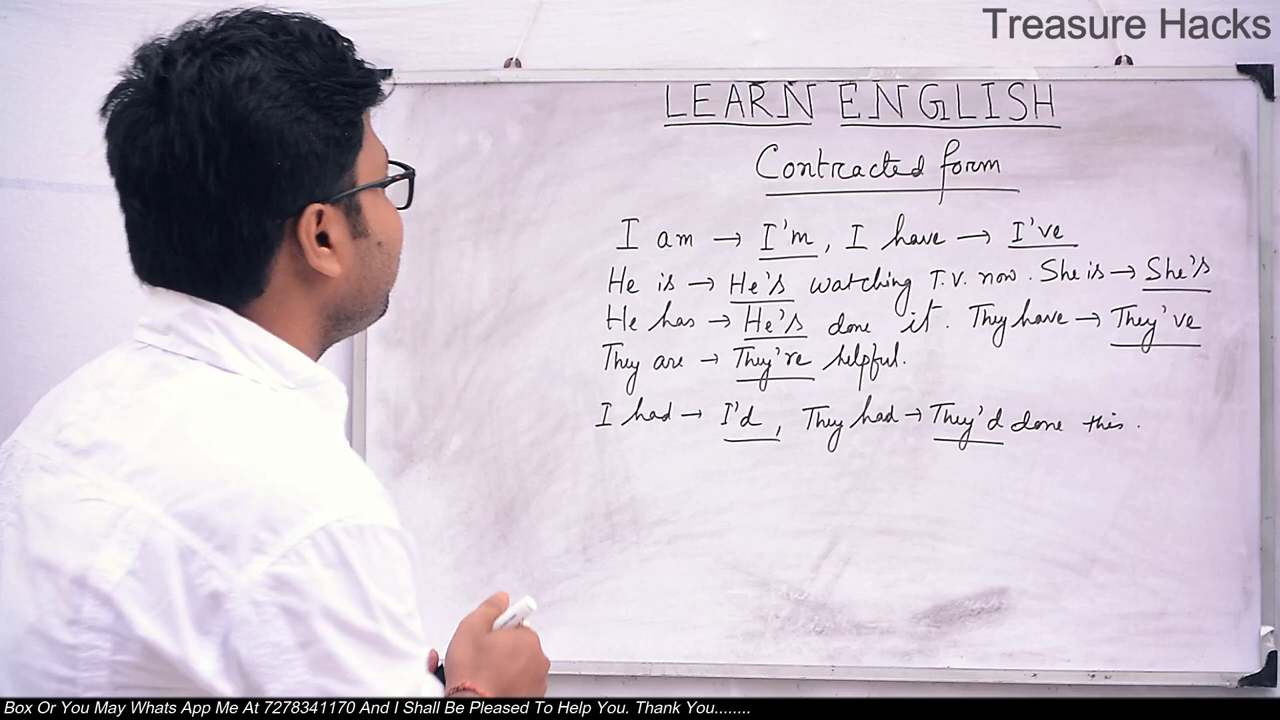 Treasure Hacks
LEARN ENGLISH
Contracted form
I am → I'm, I have → I've
He is → He's watching T.V. now. She is → She's
He has → He's done it. They have → They've
They are → They're helpful.
I had → I'd, They had → They'd done this.
Box Or You May Whats App Me At 7278341170 And I Shall Be Pleased To Help You. Thank You........